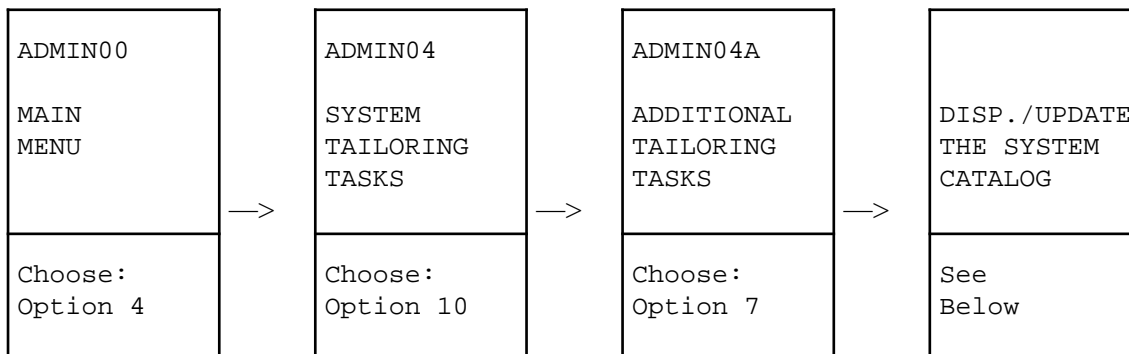 ADMIN00
MAIN
MENU
Choose:
Option 4
—>
ADMIN04
SYSTEM
TAILORING
TASKS
Choose:
Option 10
—>
ADMIN04A
ADDITIONAL
TAILORING
TASKS
Choose:
Option 7
—>
DISP./UPDATE
THE SYSTEM
CATALOG
See
Below